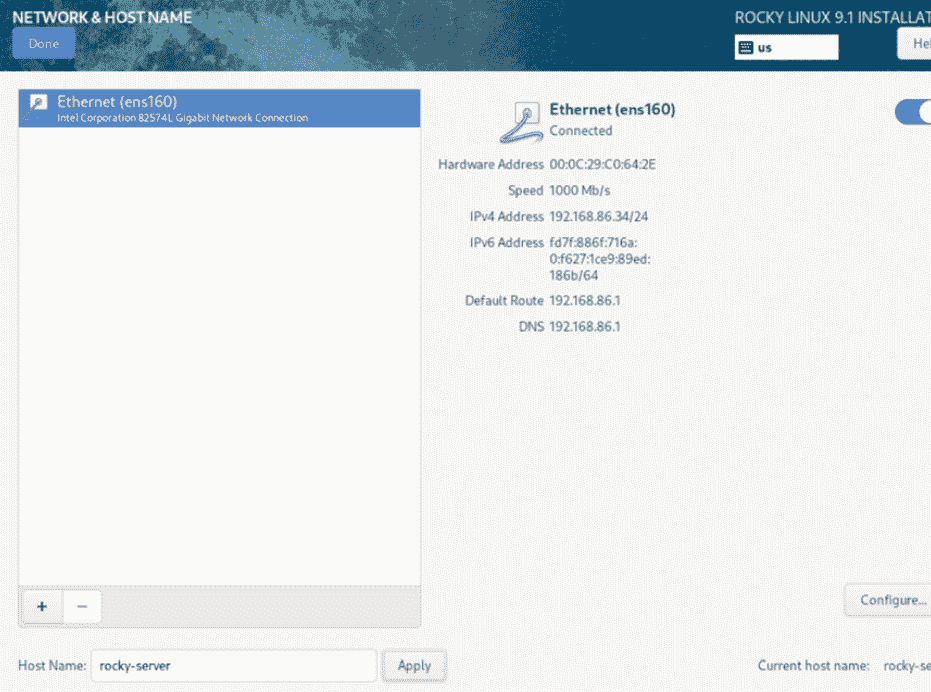 NETWORK & HOST NAME
ROCKY LINUX 9.1 INSTALLAT
Done
us
Hel
Ethernet (ens160)
Intel Corporation 82574L Gigabit Network Connection
Ethernet (ens160)
Connected
Hardware Address 00:0C:29:C0:64:2E
Speed 1000 Mb/s
IPv4 Address 192.168.86.34/24
IPv6 Address fd7f:886f:716a:
0:f627:1ce9:89ed:
186b/64
Default Route 192.168.86.1
DNS 192.168.86.1
+ −
Configure...
Host Name: rocky-server Apply
Current host name: rocky-se